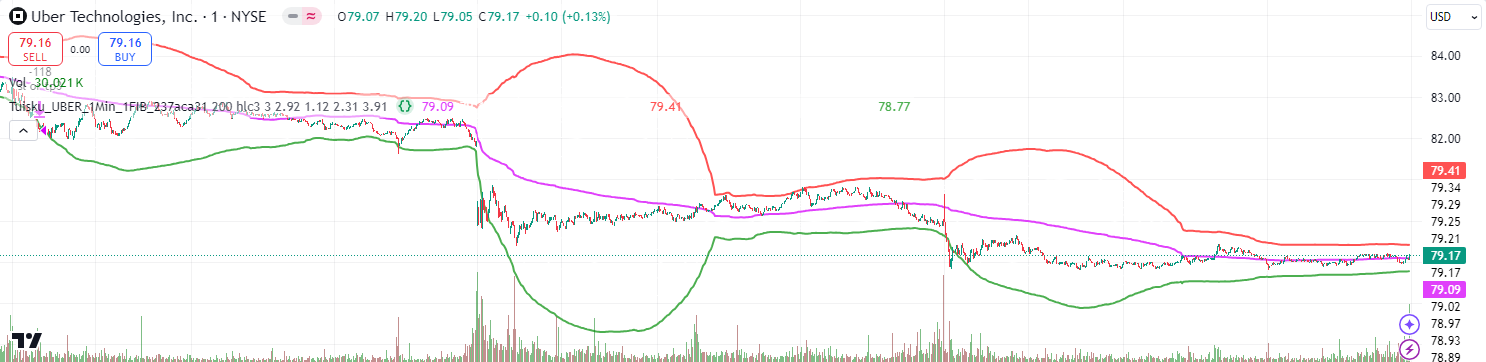 Uber Technologies, Inc. · 1 · NYSE O79.07 H79.20 L79.05 C79.17 +0.10 (+0.13%)
USD
79.16 SELL
0.00
79.16 BUY
-118
Vol 30.021 K
Tuisku_UBER_1Min_1FIB_237aca31 200 hlc3 3 2.92 1.12 2.31 3.91 79.09 79.41 78.77
84.00
83.00
82.00
79.41
79.34
79.29
79.25
79.21
79.17
79.17
79.09
79.02
78.97
78.93
78.89